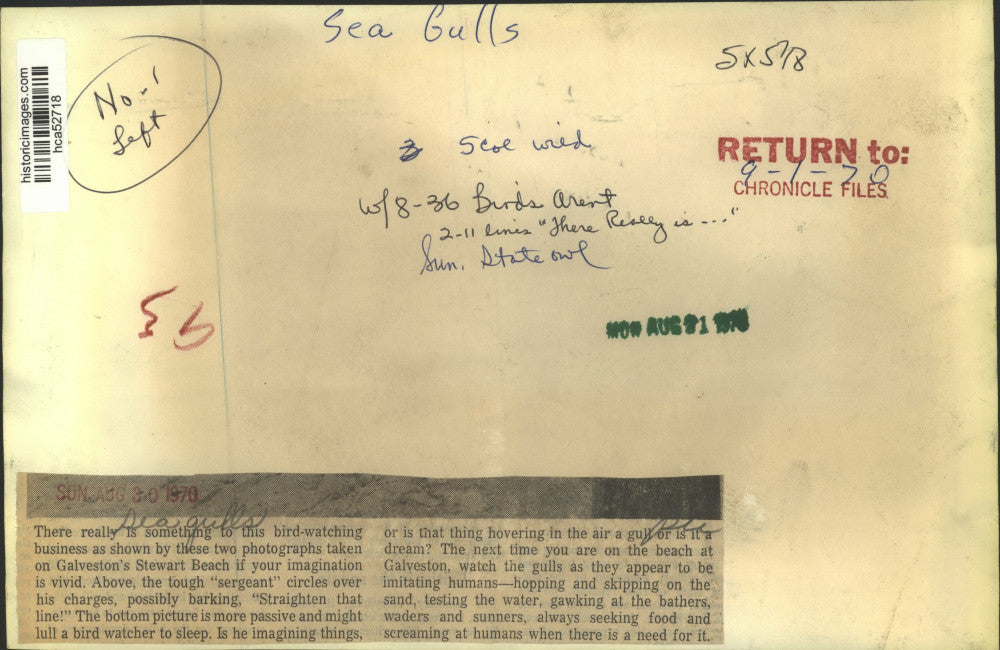 Sea Gulls
5x5⅞
historicimages.com
hca52718
No. 1
Left
5 col wide
RETURN to:
9-1-70
CHRONICLE FILES
w/8-36 Birds Arent
2-11 lines "There Really is ---"
Sun. State owl
MON AUG 31 1970
SUN. AUG 30 1970
Sea gulls
There really is something to this bird-watching
business as shown by these two photographs taken
on Galveston's Stewart Beach if your imagination
is vivid. Above, the tough “sergeant” circles over
his charges, possibly barking, “Straighten that
line!” The bottom picture is more passive and might
lull a bird watcher to sleep. Is he imagining things,
or is that thing hovering in the air a gull or is it a
dream? The next time you are on the beach at
Galveston, watch the gulls as they appear to be
imitating humans—hopping and skipping on the
sand, testing the water, gawking at the bathers,
waders and sunners, always seeking food and
screaming at humans when there is a need for it.